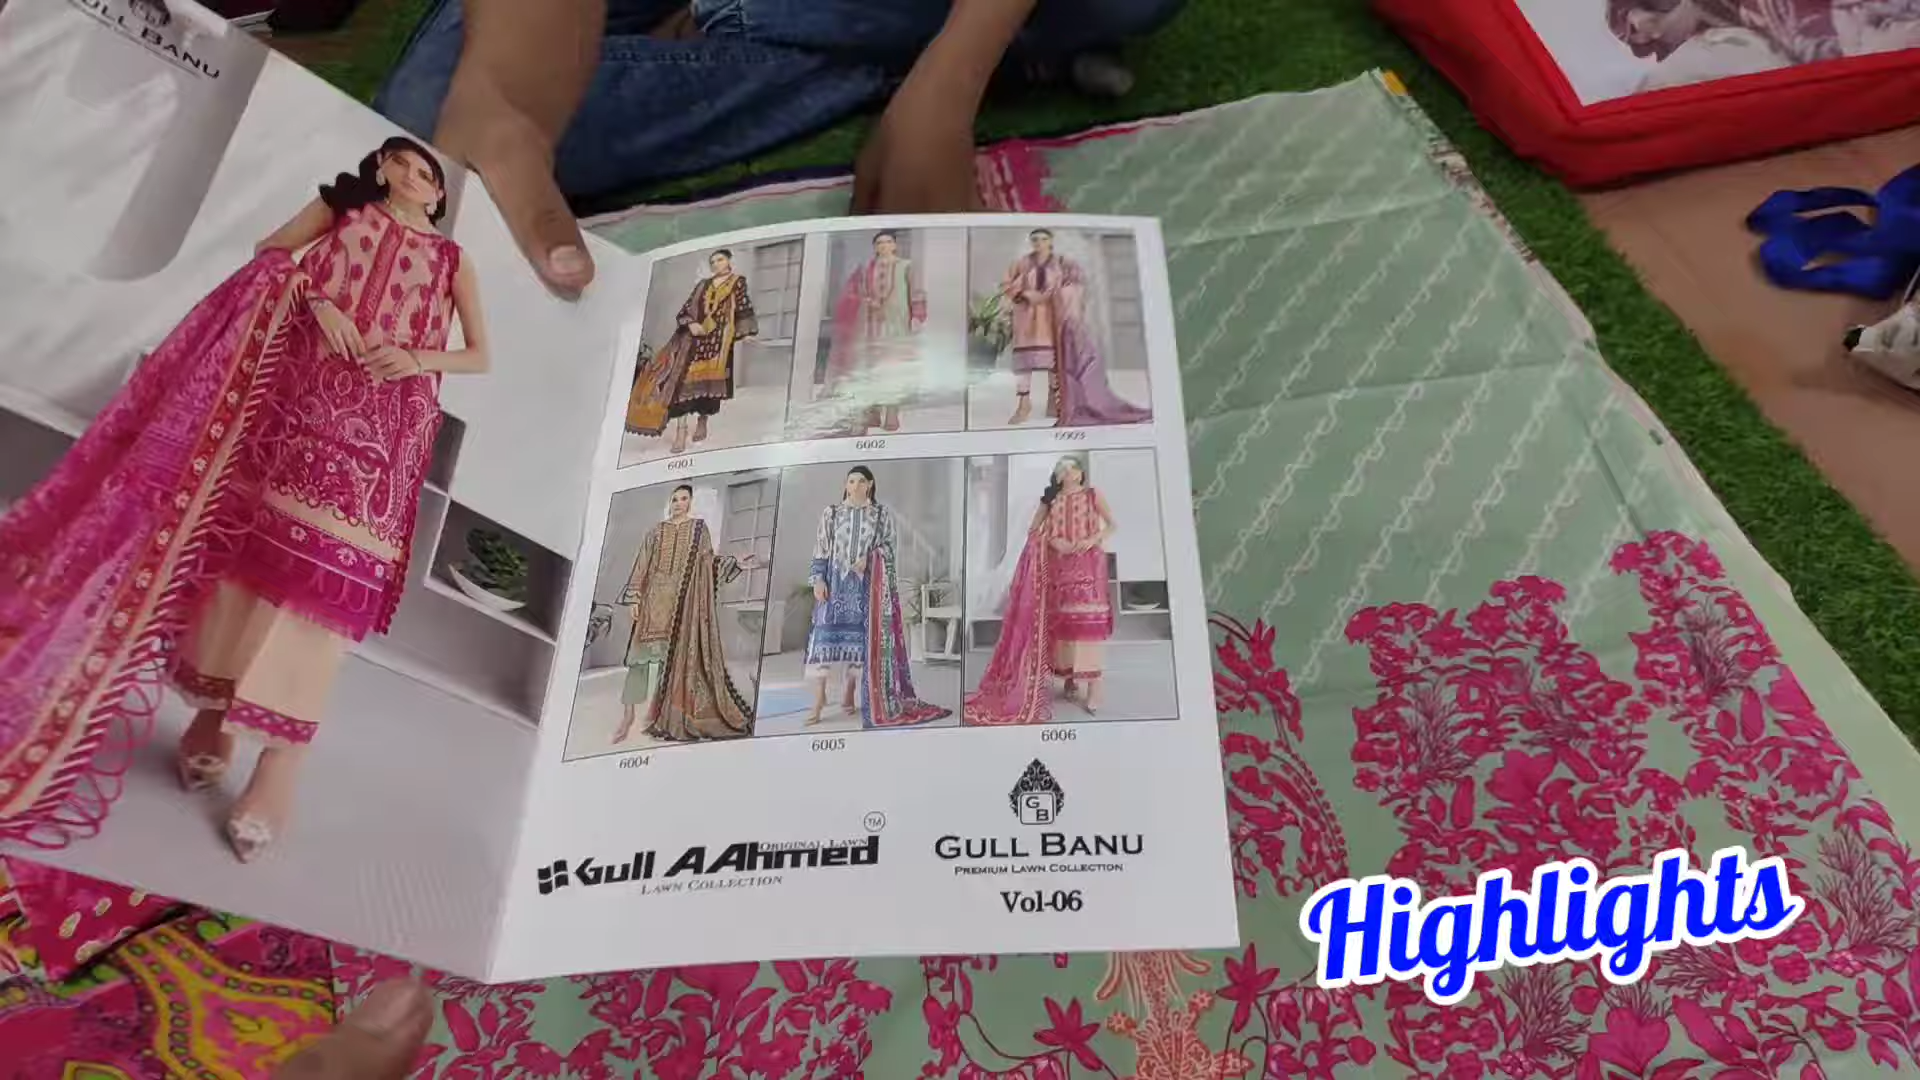 GULL BANU
6001
6002
6003
6004
6005
6006
Gull AAhmed
ORIGINAL LAWN
TM
LAWN COLLECTION
G
B
GULL BANU
PREMIUM LAWN COLLECTION
Vol-06
Highlights